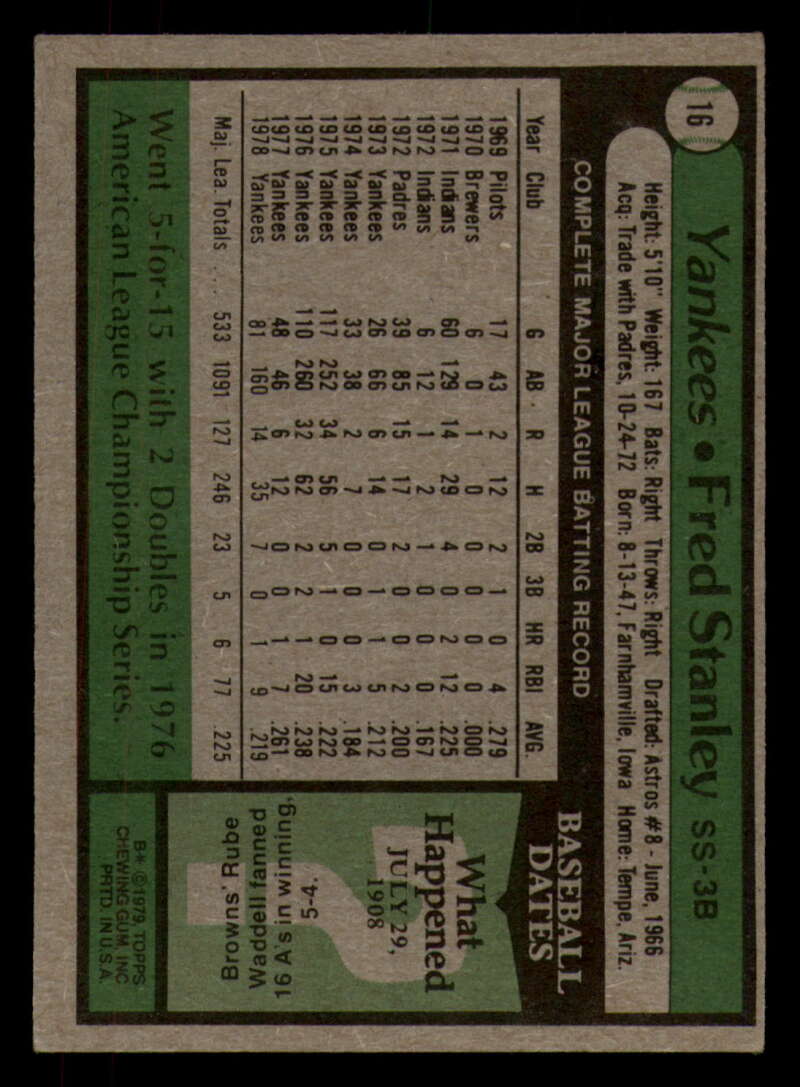 16
Yankees • Fred Stanley SS-3B
Height: 5'10" Weight: 167 Bats: Right Throws: Right Drafted: Astros #8 - June, 1966
Acq: Trade with Padres, 10-24-72 Born: 8-13-47, Farnhamville, Iowa Home: Tempe, Ariz.
COMPLETE MAJOR LEAGUE BATTING RECORD
Year Club G AB R H 2B 3B HR RBI AVG.
1969 Pilots 17 43 2 12 2 1 0 4 .279
1970 Brewers 6 0 1 0 0 0 0 0 .000
1971 Indians 60 129 14 29 4 0 2 12 .225
1972 Indians 6 12 1 2 1 0 0 0 .167
1972 Padres 39 85 15 17 2 0 0 2 .200
1973 Yankees 26 66 6 14 0 1 1 5 .212
1974 Yankees 33 38 2 7 0 0 0 3 .184
1975 Yankees 117 252 34 56 5 1 0 15 .222
1976 Yankees 110 260 32 62 2 2 1 20 .238
1977 Yankees 48 46 6 12 0 0 1 7 .261
1978 Yankees 81 160 14 35 7 0 1 9 .219
Maj. Lea. Totals .... 533 1091 127 246 23 5 6 77 .225
Went 5-for-15 with 2 Doubles in 1976
American League Championship Series.
BASEBALL
DATES
What
Happened
JULY 29,
1908
Browns' Rube
Waddell fanned
16 A's in winning,
5-4.
B* © 1979, TOPPS
CHEWING GUM, INC
PRTD. IN U.S.A.